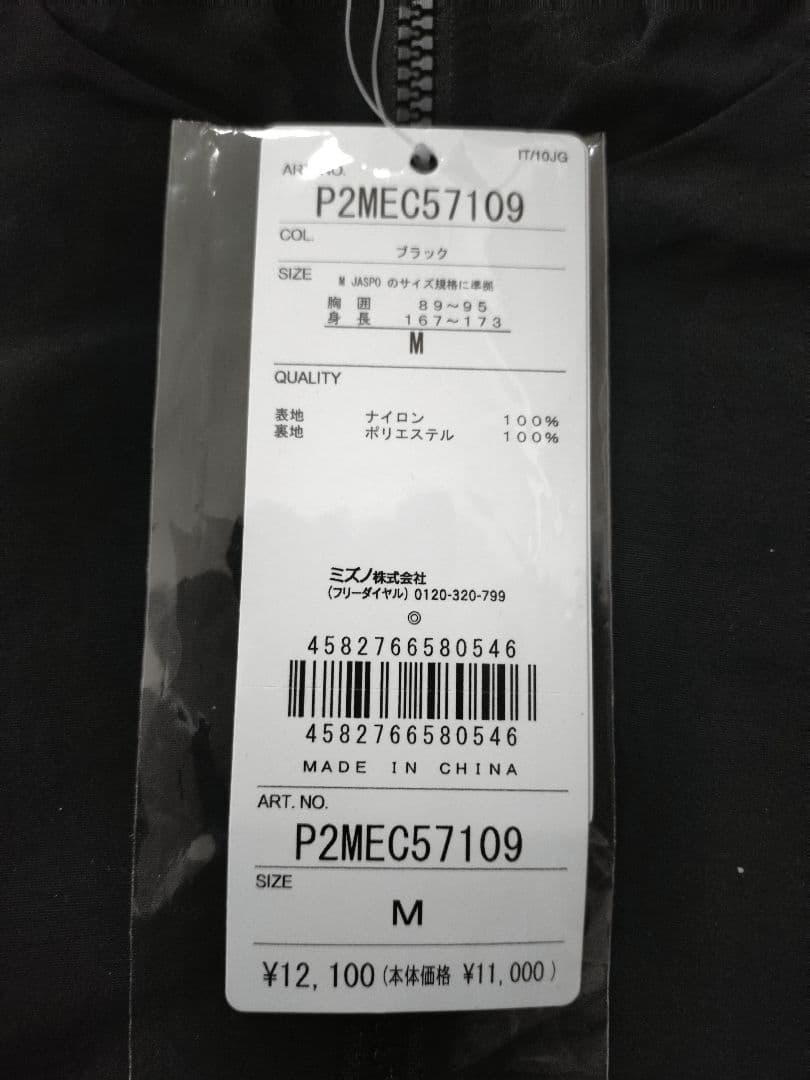 IT/10JG
ART. NO.
P2MEC57109
COL.
ブラック
SIZE
M JASPO のサイズ規格に準拠
胸囲 89～95
身長 167～173
M
QUALITY
表地 ナイロン 100%
裏地 ポリエステル 100%
ミズノ株式会社
(フリーダイヤル) 0120-320-799
◎
4582766580546
4582766580546
MADE IN CHINA
ART. NO.
P2MEC57109
SIZE
M
¥12,100(本体価格 ¥11,000)